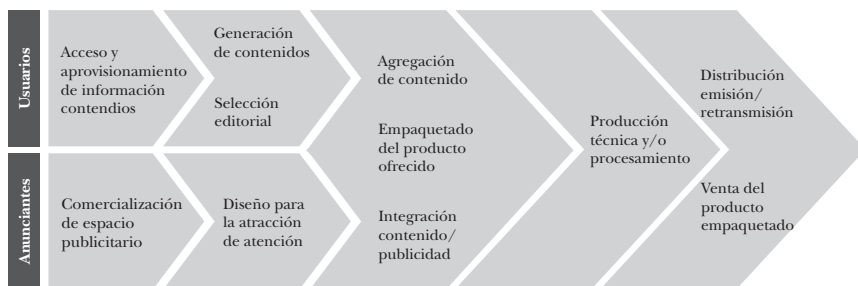 Usuarios
Acceso y
aprovisionamiento
de información
contendios
Generación
de contenidos
Selección
editorial
Anunciantes
Comercialización
de espacio
publicitario
Diseño para
la atracción
de atención
Agregación
de contenido
Empaquetado
del producto
ofrecido
Integración
contenido/
publicidad
Producción
técnica y/o
procesamiento
Distribución
emisión/
retransmisión
Venta del
producto
empaquetado